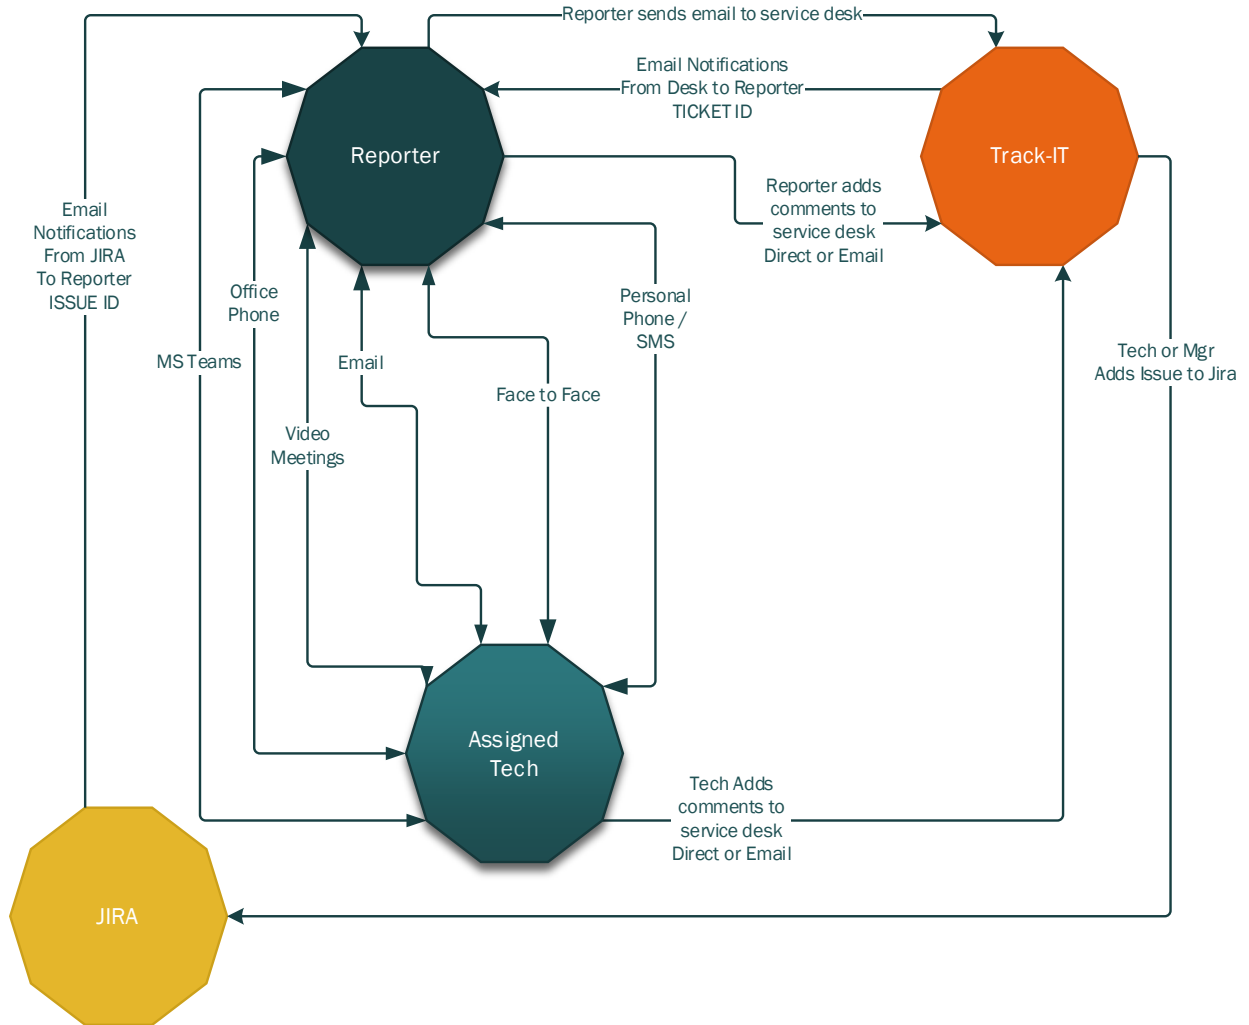 Reporter sends email to service desk
Email Notifications
From Desk to Reporter
TICKET ID
Reporter
Track-IT
Reporter adds
comments to
service desk
Direct or Email
Email
Notifications
From JIRA
To Reporter
ISSUE ID
Office
Phone
Personal
Phone /
SMS
MS Teams
Email
Tech or Mgr
Adds Issue to Jira
Face to Face
Video
Meetings
Assigned
Tech
Tech Adds
comments to
service desk
Direct or Email
JIRA